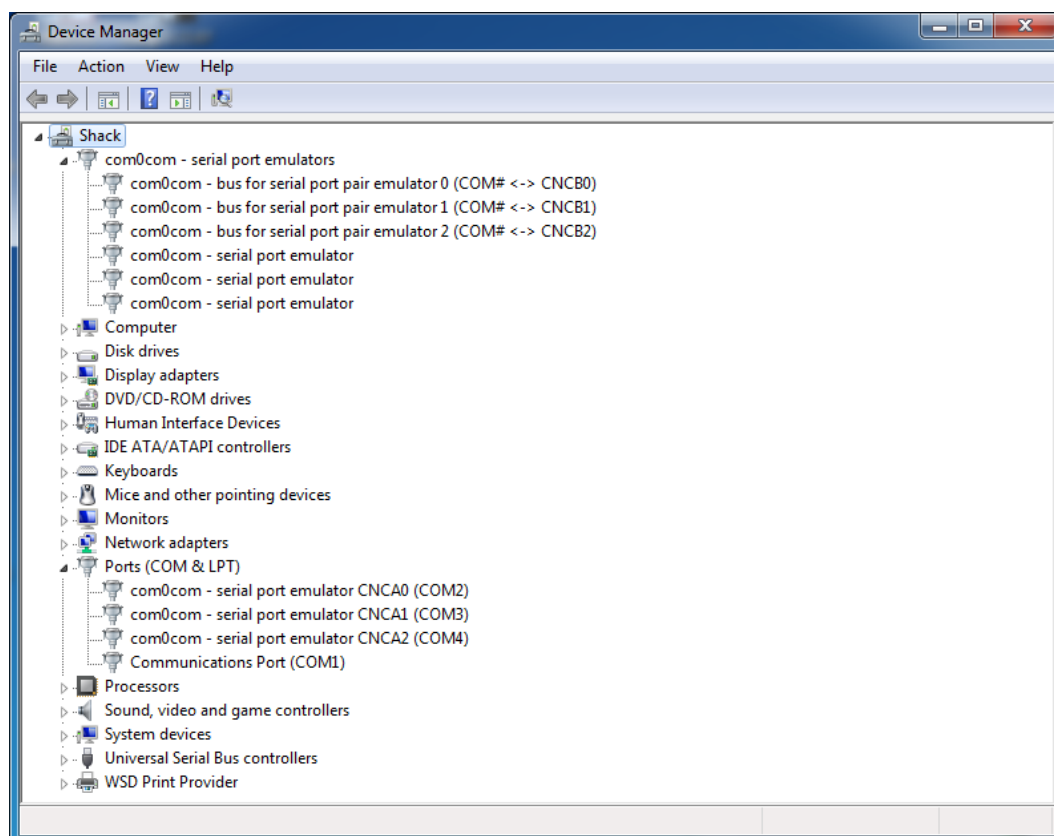 Device Manager
File Action View Help
Shack
com0com - serial port emulators
com0com - bus for serial port pair emulator 0 (COM# <-> CNCB0)
com0com - bus for serial port pair emulator 1 (COM# <-> CNCB1)
com0com - bus for serial port pair emulator 2 (COM# <-> CNCB2)
com0com - serial port emulator
com0com - serial port emulator
com0com - serial port emulator
Computer
Disk drives
Display adapters
DVD/CD-ROM drives
Human Interface Devices
IDE ATA/ATAPI controllers
Keyboards
Mice and other pointing devices
Monitors
Network adapters
Ports (COM & LPT)
com0com - serial port emulator CNCA0 (COM2)
com0com - serial port emulator CNCA1 (COM3)
com0com - serial port emulator CNCA2 (COM4)
Communications Port (COM1)
Processors
Sound, video and game controllers
System devices
Universal Serial Bus controllers
WSD Print Provider